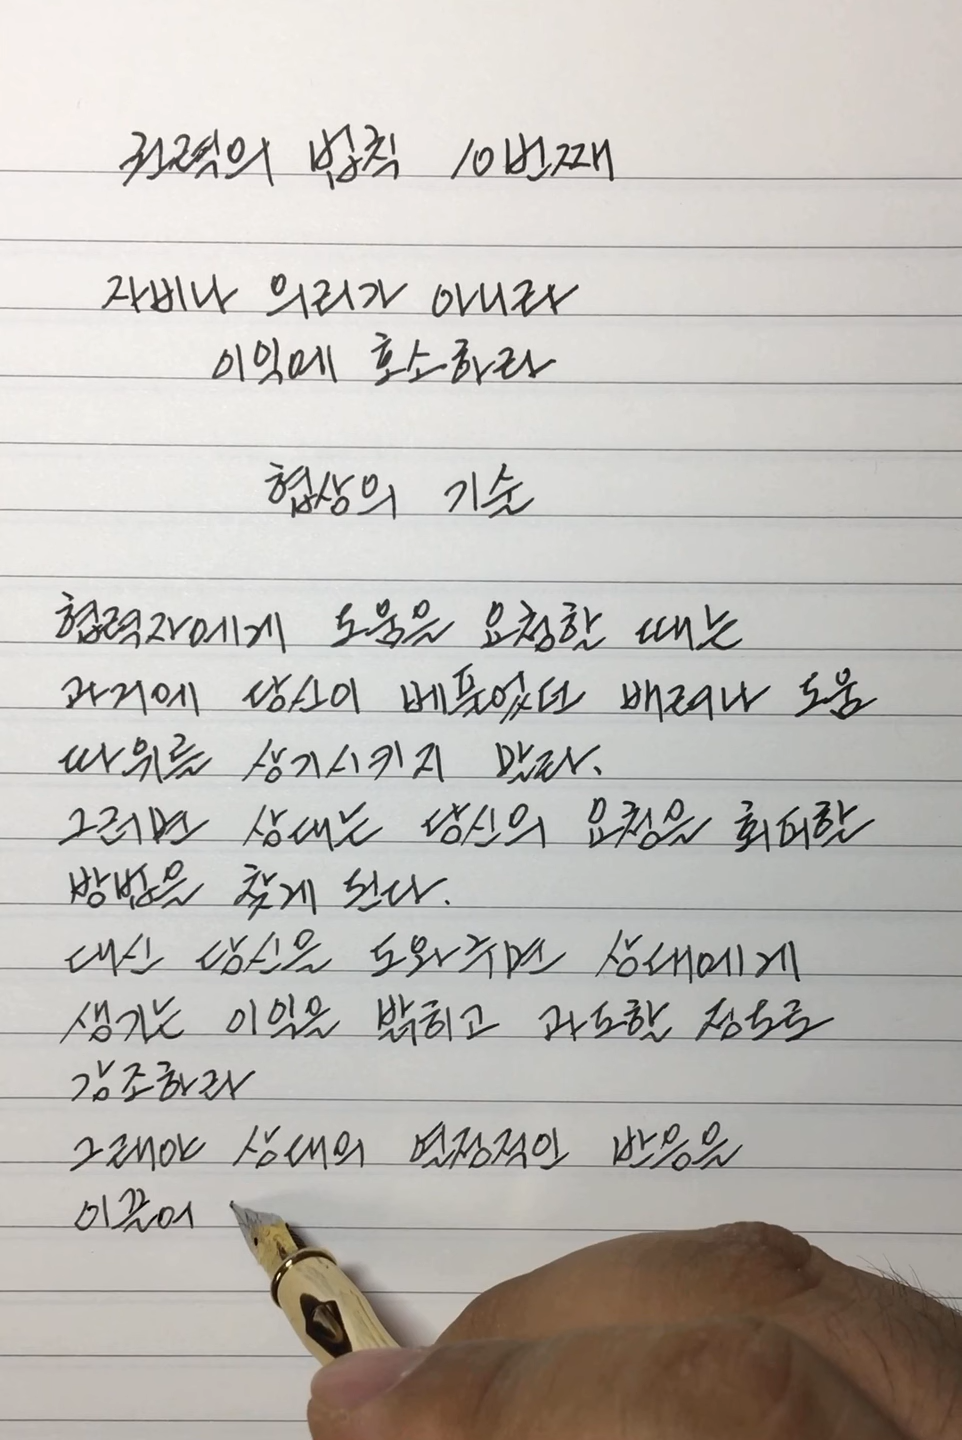 권력의 법칙 10번째
자비나 의리가 아니라
이익에 호소하라
협상의 기술
협력자에게 도움을 요청할 때는
과거에 당신이 베풀었던 배려나 도움
따위를 상기시키지 말라.
그러면 상대는 당신의 요청을 회피할
방법을 찾게 된다.
대신 당신을 도와주면 상대에게
생기는 이익을 밝히고 과도할 정도로
강조하라
그래야 상대의 열정적인 반응을
이끌어